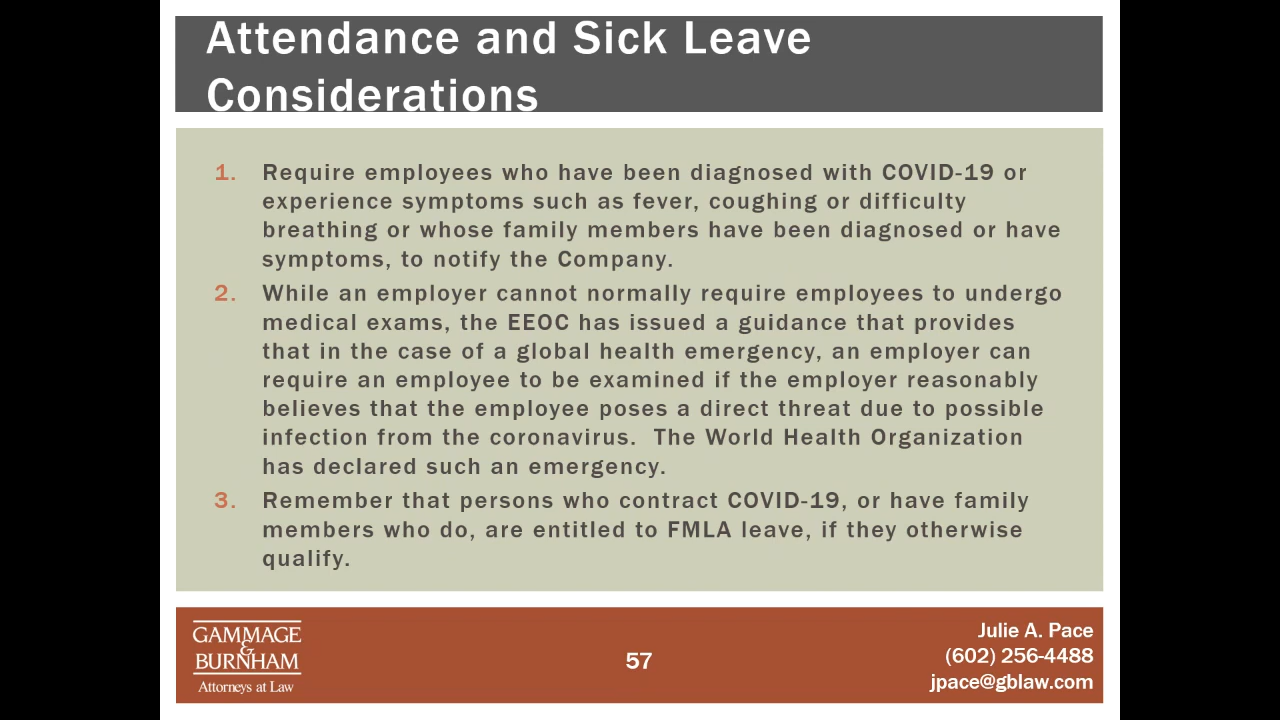 Attendance and Sick Leave
Considerations
1. Require employees who have been diagnosed with COVID-19 or
experience symptoms such as fever, coughing or difficulty
breathing or whose family members have been diagnosed or have
symptoms, to notify the Company.
2. While an employer cannot normally require employees to undergo
medical exams, the EEOC has issued a guidance that provides
that in the case of a global health emergency, an employer can
require an employee to be examined if the employer reasonably
believes that the employee poses a direct threat due to possible
infection from the coronavirus.  The World Health Organization
has declared such an emergency.
3. Remember that persons who contract COVID-19, or have family
members who do, are entitled to FMLA leave, if they otherwise
qualify.
GAMMAGE
&
BURNHAM
Attorneys at Law
57
Julie A. Pace
(602) 256-4488
jpace@gblaw.com